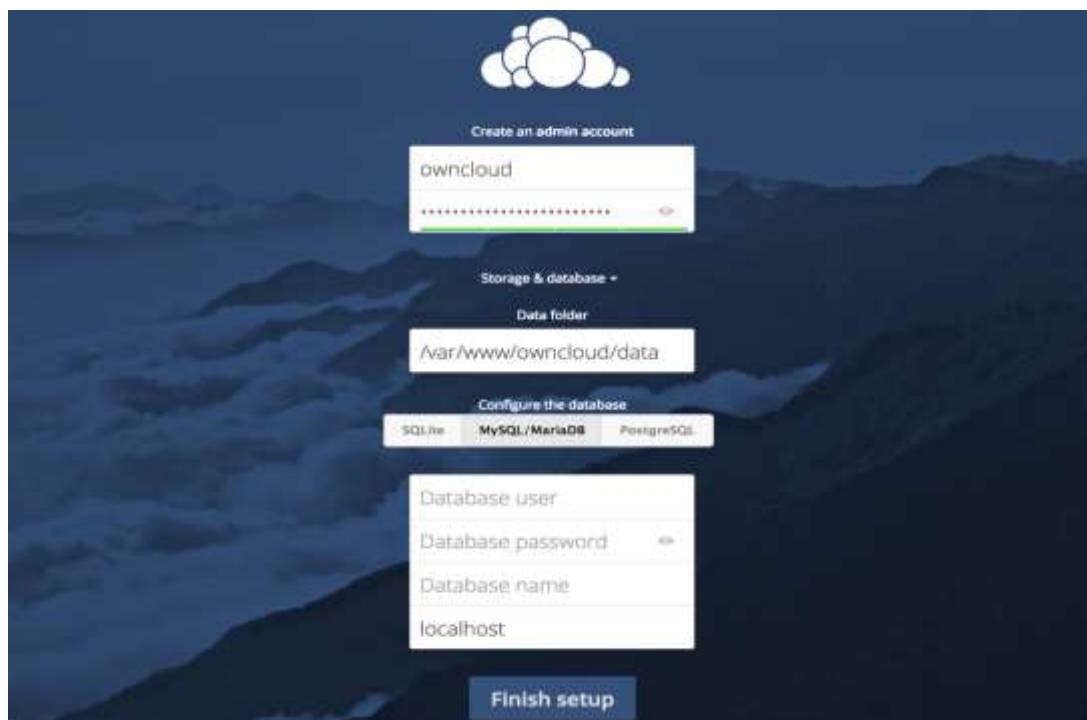 Create an admin account
owncloud
••••••••••••••••••••••••
Storage & database
Data folder
/var/www/owncloud/data
Configure the database
SQLite MySQL/MariaDB PostgreSQL
Database user
Database password
Database name
localhost
Finish setup